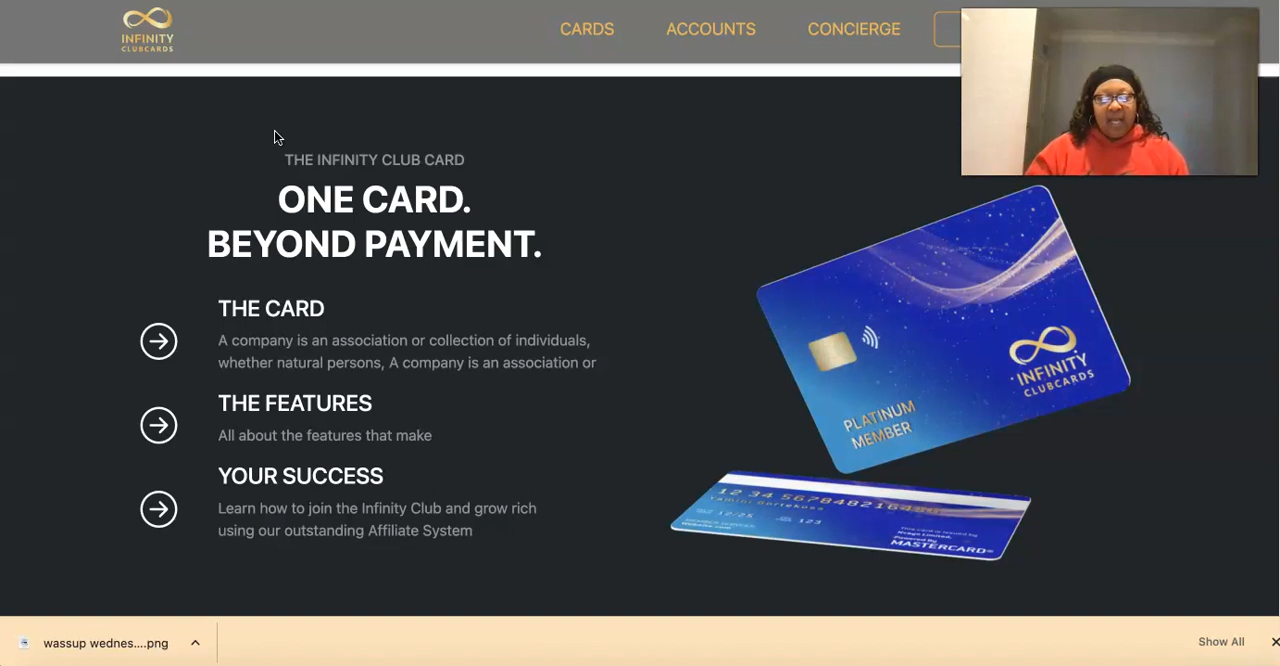 INFINITY
CLUBCARDS
CARDS
ACCOUNTS
CONCIERGE
THE INFINITY CLUB CARD
ONE CARD.
BEYOND PAYMENT.
THE CARD
A company is an association or collection of individuals,
whether natural persons, A company is an association or
THE FEATURES
All about the features that make
YOUR SUCCESS
Learn how to join the Infinity Club and grow rich
using our outstanding Affiliate System
INFINITY
CLUBCARDS
PLATINUM
MEMBER
12/25
123
MASTERCARD
wassup wednes....png
Show All